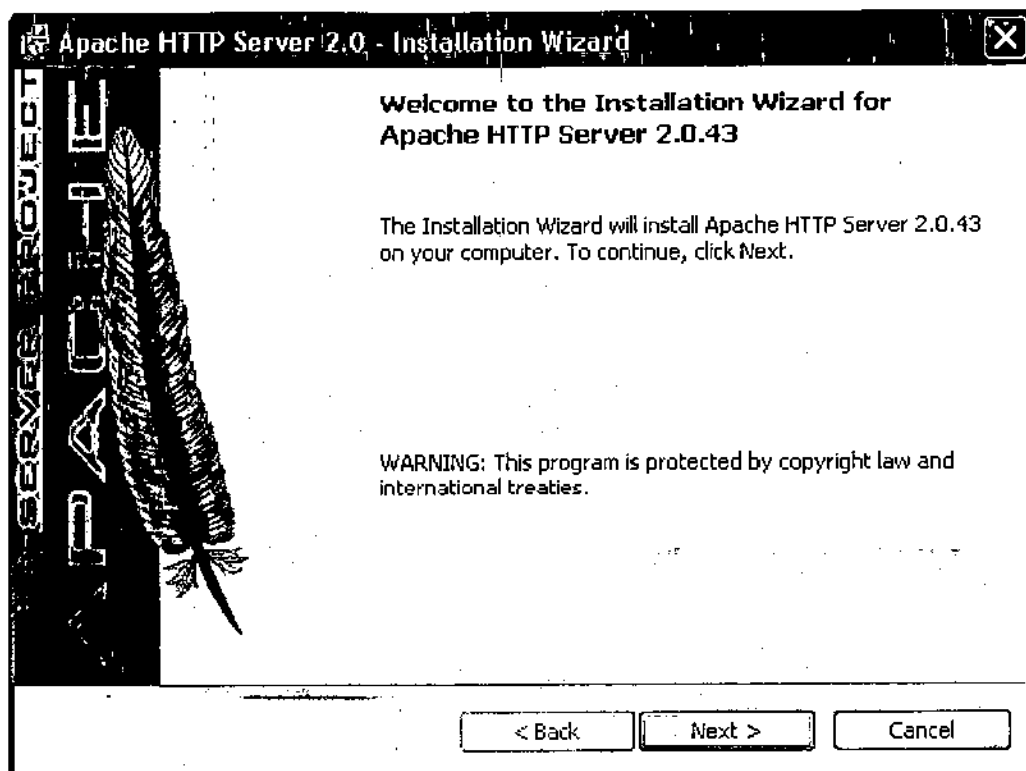 Apache HTTP Server 2.0 - Installation Wizard
SERVER PROJECT
APACHE
Welcome to the Installation Wizard for
Apache HTTP Server 2.0.43
The Installation Wizard will install Apache HTTP Server 2.0.43
on your computer. To continue, click Next.
WARNING: This program is protected by copyright law and
international treaties.
< Back
Next >
Cancel